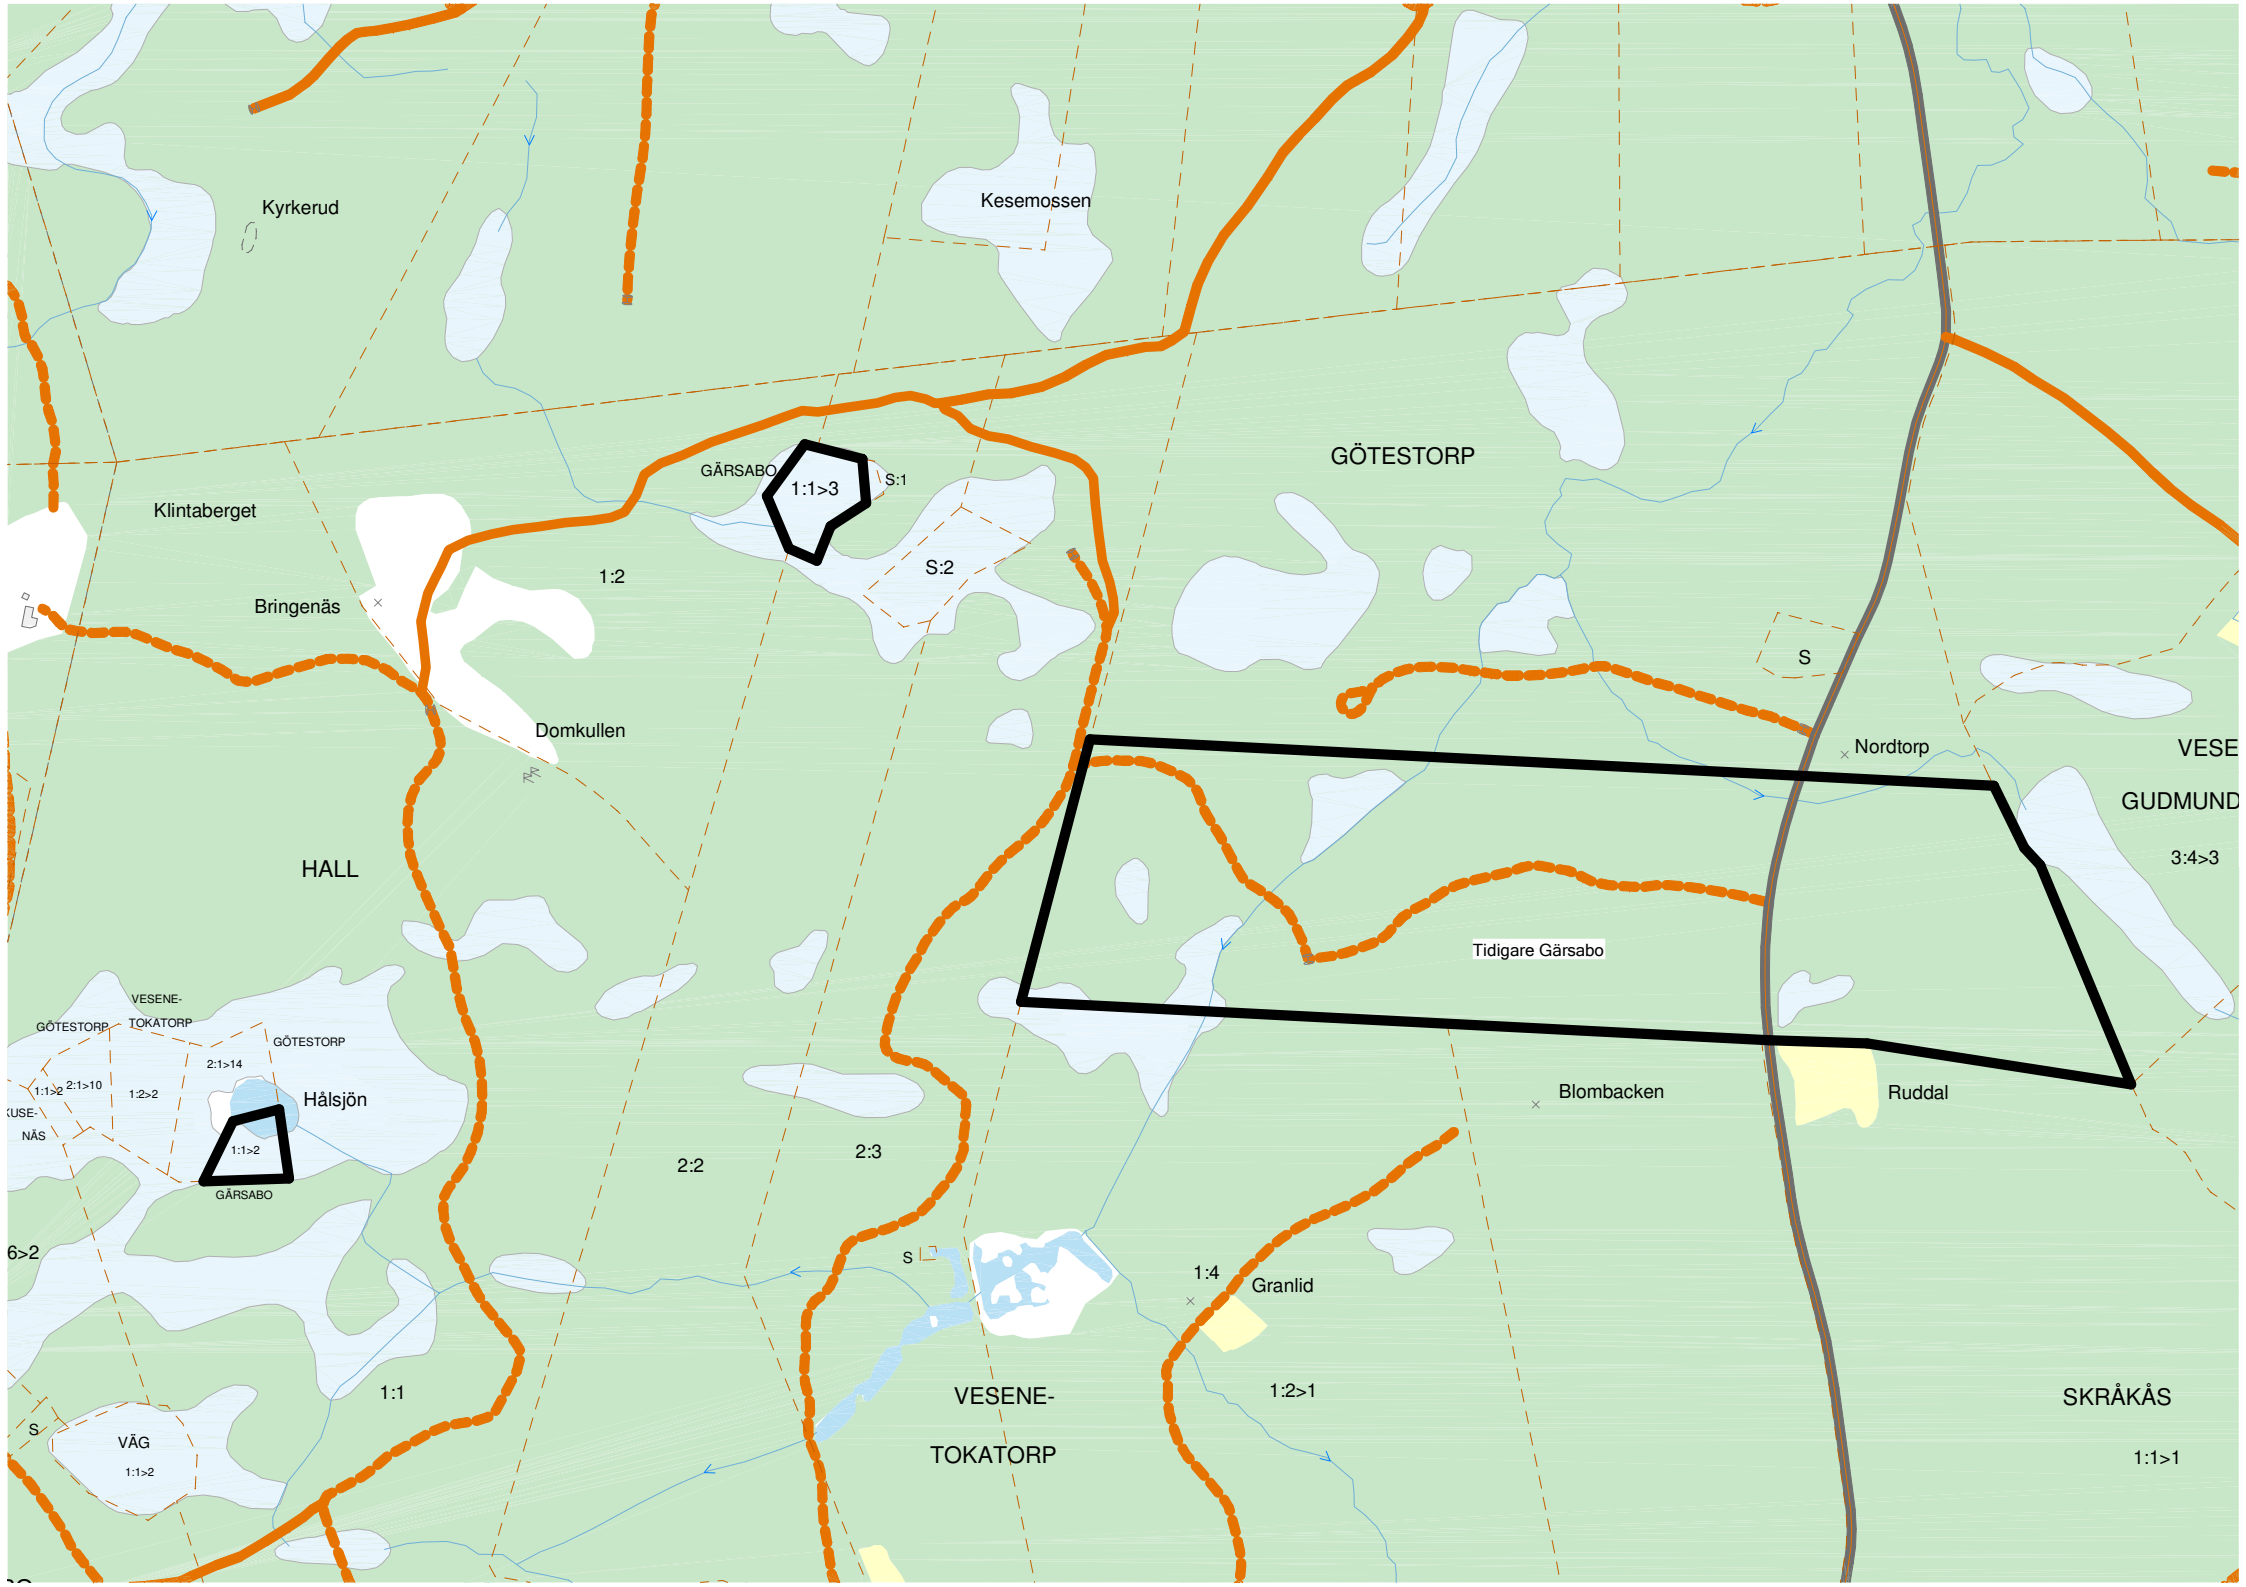 Kyrkerud
Kesemossen
GÖTESTORP
GÄRSABO
S:1
1:1>3
Klintaberget
S:2
1:2
Bringenäs
S
Domkullen
Nordtorp
VESE
GUDMUND
3:4>3
HALL
Tidigare Gärsabo
VESENE-
TOKATORP
GÖTESTORP
GÖTESTORP
2:1>14
1:1>2
2:1>10
1:2>2
Hålsjön
Blombacken
Ruddal
NÄS
1:1>2
2:3
2:2
GÄRSABO
6>2
S
1:4
Granlid
1:1
1:2>1
VESENE-
TOKATORP
SKRÅKÅS
S
VÄG
1:1>2
1:1>1